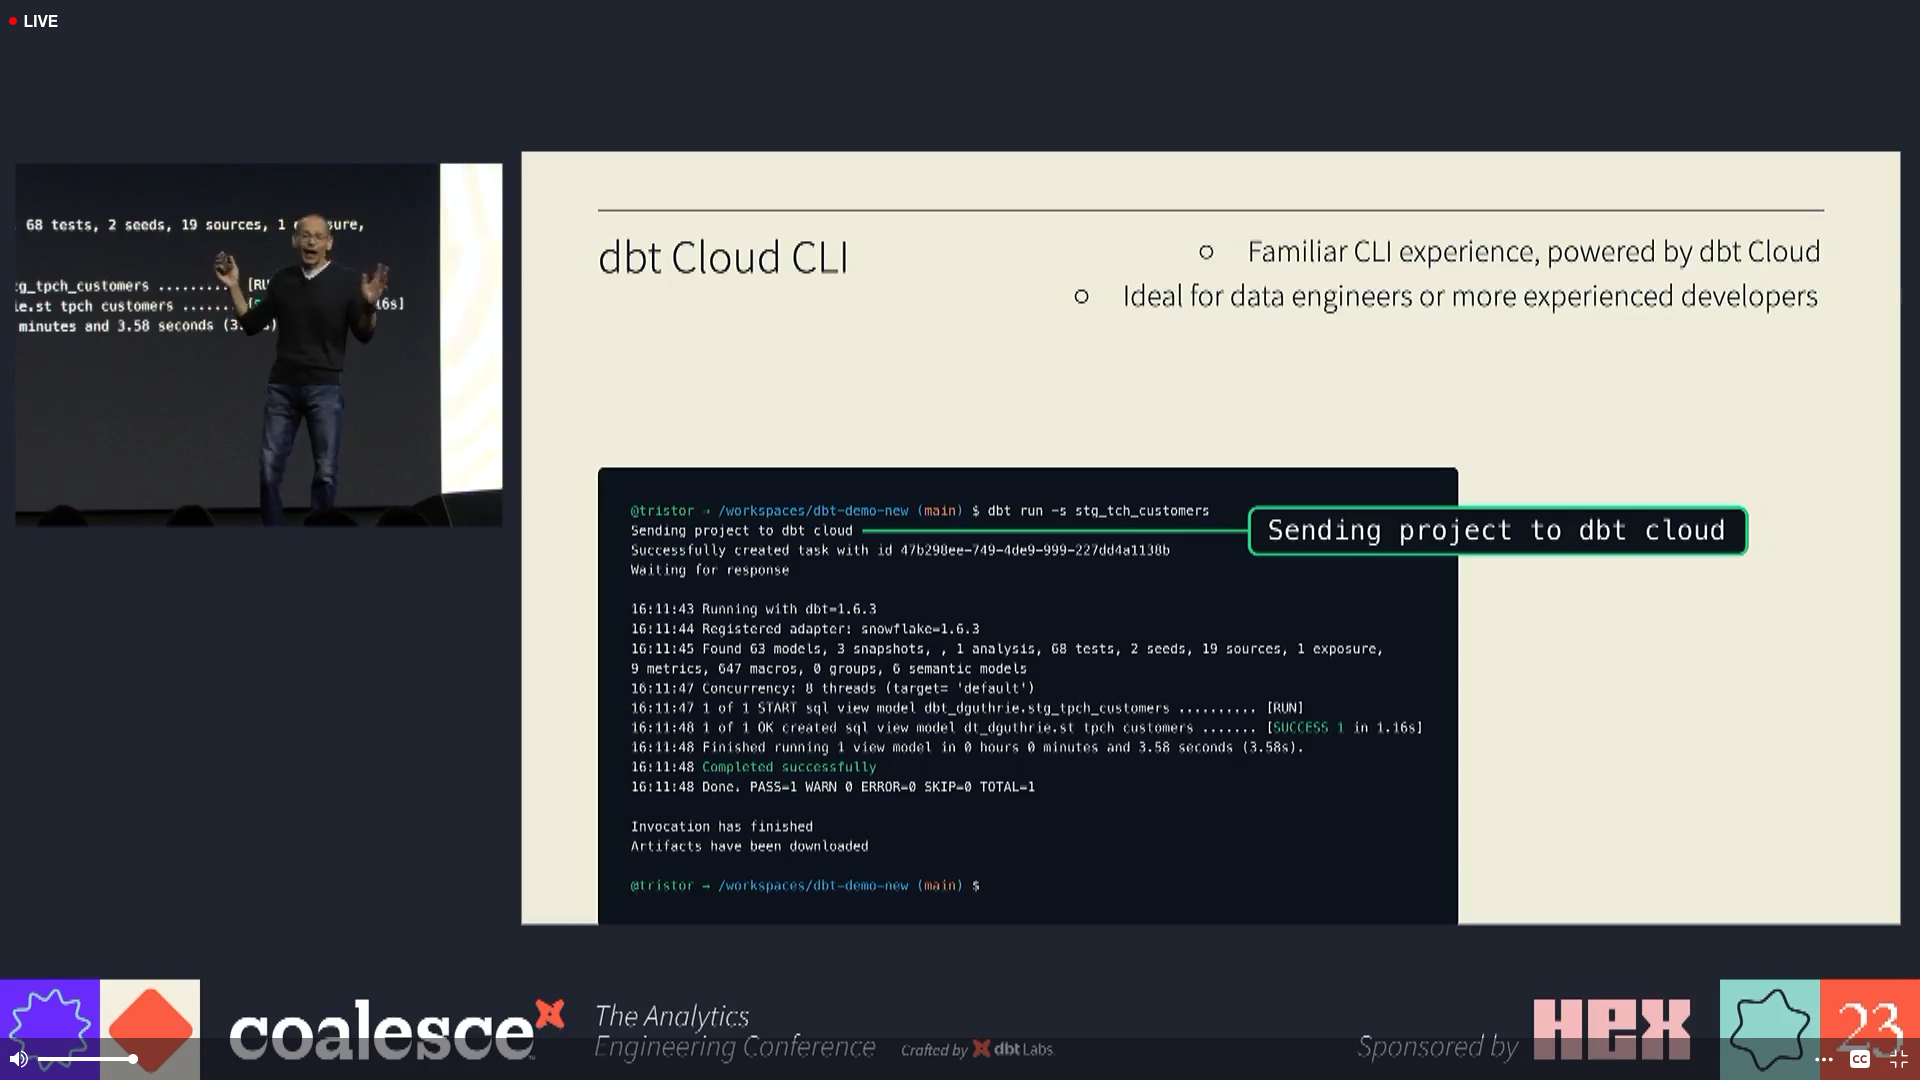 LIVE
68 tests, 2 seeds, 19 sources, 1
sure,
tg_tpch_customers .........
le.st tpch customers ......
16s]
minutes and 3.58 seconds
dbt Cloud CLI
○ Familiar CLI experience, powered by dbt Cloud
○ Ideal for data engineers or more experienced developers
@tristor → /workspaces/dbt-demo-new (main) $ dbt run -s stg_tch_customers
Sending project to dbt cloud
Sending project to dbt cloud
Successfully created task with id 47b298ee-749-4de9-999-227dd4a1138b
Waiting for response
16:11:43 Running with dbt=1.6.3
16:11:44 Registered adapter: snowflake=1.6.3
16:11:45 Found 63 models, 3 snapshots, , 1 analysis, 68 tests, 2 seeds, 19 sources, 1 exposure,
9 metrics, 647 macros, 0 groups, 6 semantic models
16:11:47 Concurrency: 8 threads (target= 'default')
16:11:47 1 of 1 START sql view model dbt_dguthrie.stg_tpch_customers .......... [RUN]
16:11:48 1 of 1 OK created sql view model dt_dguthrie.st tpch customers ....... [SUCCESS 1 in 1.16s]
16:11:48 Finished running 1 view model in 0 hours 0 minutes and 3.58 seconds (3.58s).
16:11:48 Completed successfully
16:11:48 Done. PASS=1 WARN 0 ERROR=0 SKIP=0 TOTAL=1
Invocation has finished
Artifacts have been downloaded
@tristor → /workspaces/dbt-demo-new (main) $
coalesce
The Analytics
Engineering Conference
Crafted by dbt Labs
Sponsored by
HEX
23
CC